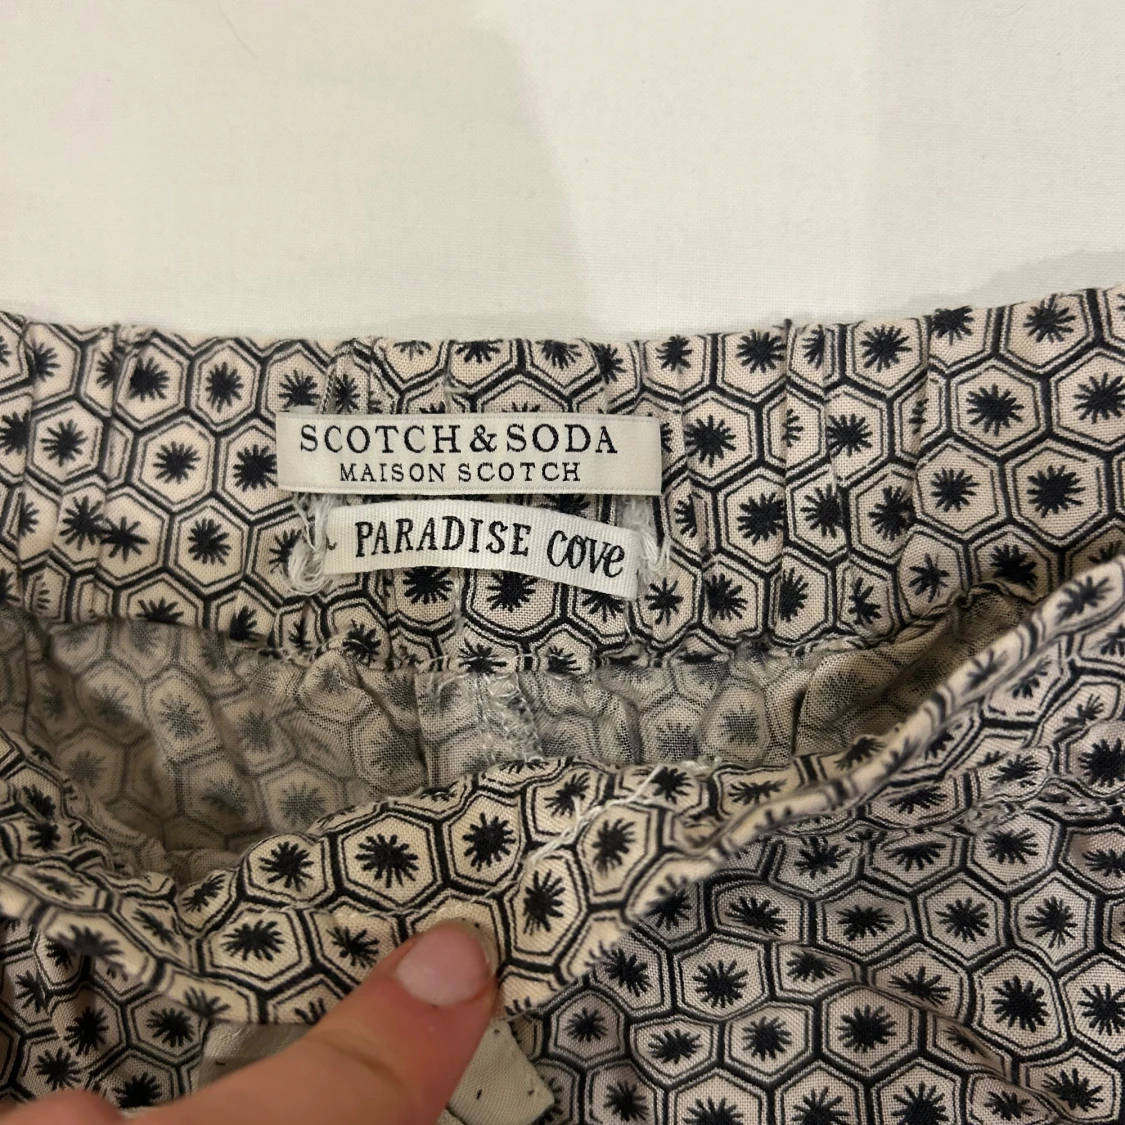 SCOTCH & SODA
MAISON SCOTCH
PARADISE COVE